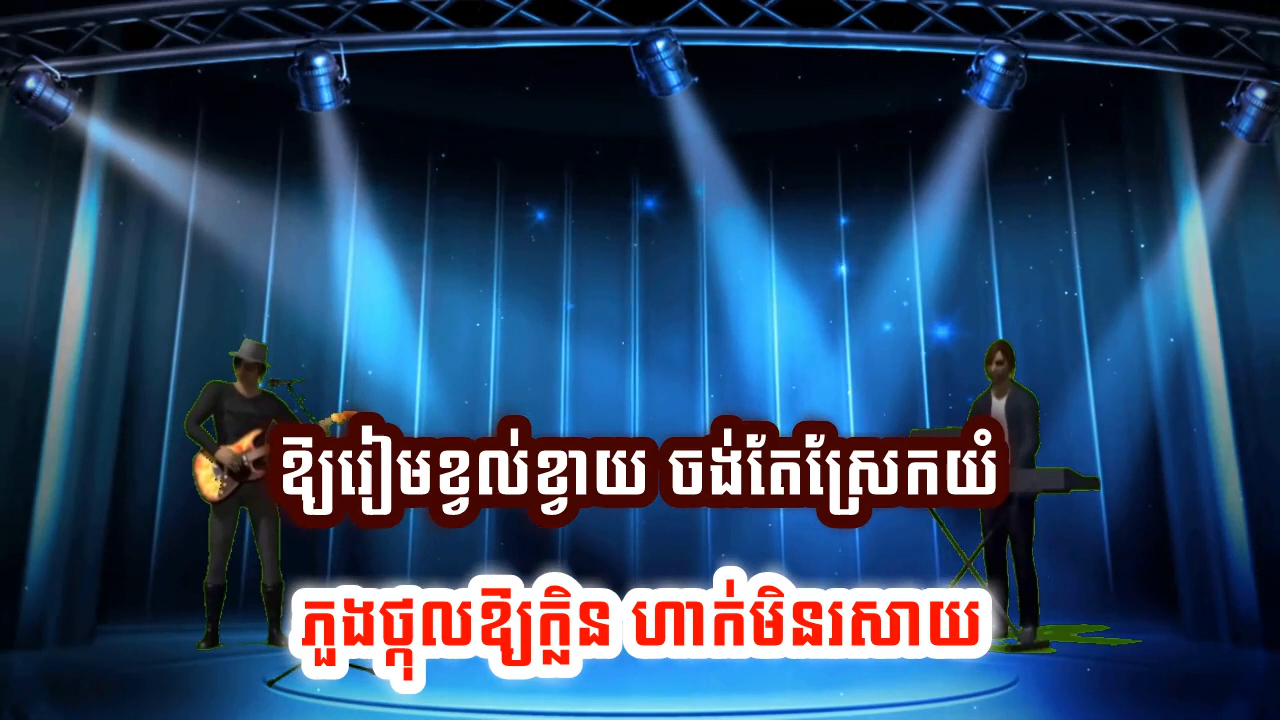 ឱ្យរៀមខ្វល់ខ្វាយ ចង់តែស្រែកយំ
ភួងថ្កុលឱ្យក្លិន ហាក់មិនរសាយ